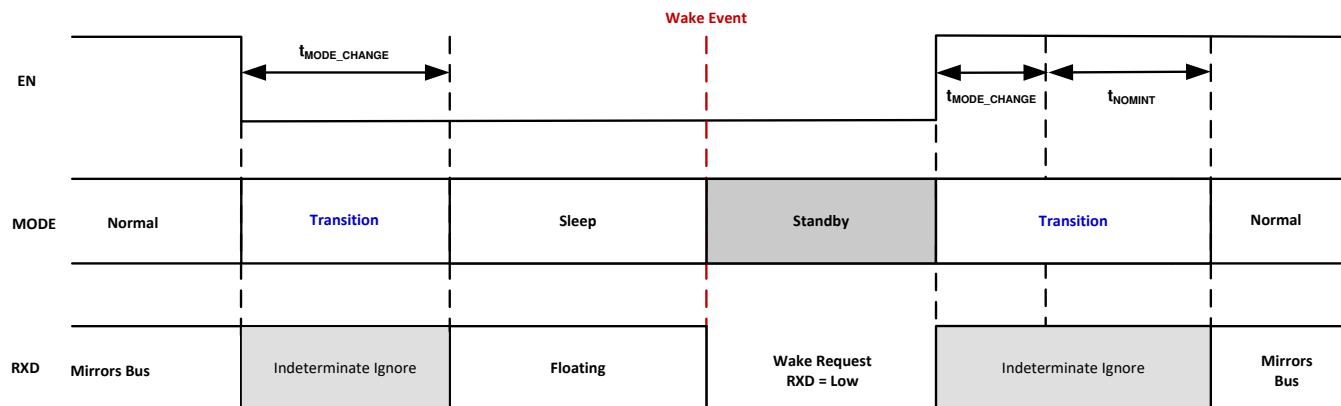 Wake Event
EN
tMODE_CHANGE
tMODE_CHANGE
tNOMINT
MODE
Normal
Transition
Sleep
Standby
Transition
Normal
RXD
Mirrors Bus
Indeterminate Ignore
Floating
Wake Request
RXD = Low
Indeterminate Ignore
Mirrors
Bus